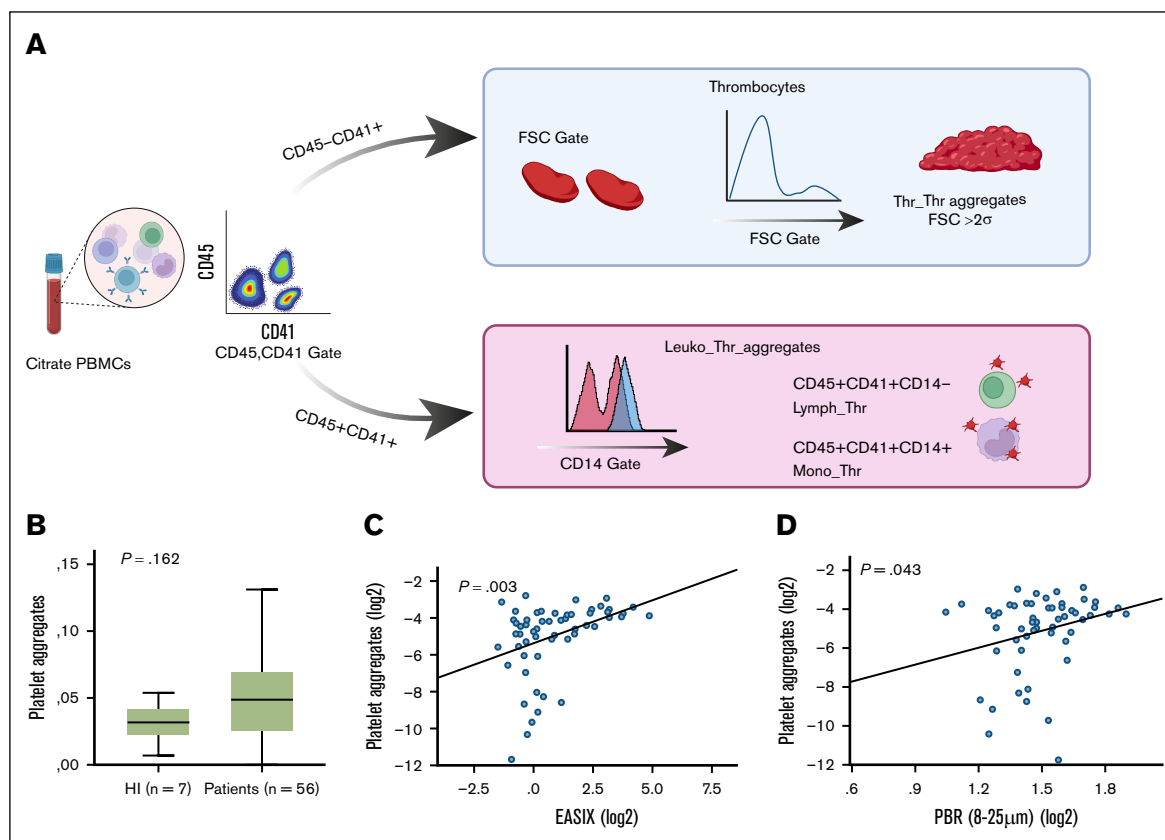 A
CD45–CD41+
Thrombocytes
FSC Gate
Thr_Thr aggregates
FSC >2σ
FSC Gate
Citrate PBMCs
CD45
CD41
CD45,CD41 Gate
CD45+CD41+
Leuko_Thr_aggregates
CD45+CD41+CD14–
Lymph_Thr
CD45+CD41+CD14+
Mono_Thr
CD14 Gate
B
P = .162
Platelet aggregates
,15
,10
,05
,00
HI (n = 7)
Patients (n = 56)
C
P = .003
Platelet aggregates (log2)
−2
−4
−6
−8
−10
−12
−2.5
.0
2.5
5.0
7.5
EASIX (log2)
D
P = .043
Platelet aggregates (log2)
−2
−4
−6
−8
−10
−12
.6
.9
1.2
1.5
1.8
PBR (8-25μm) (log2)